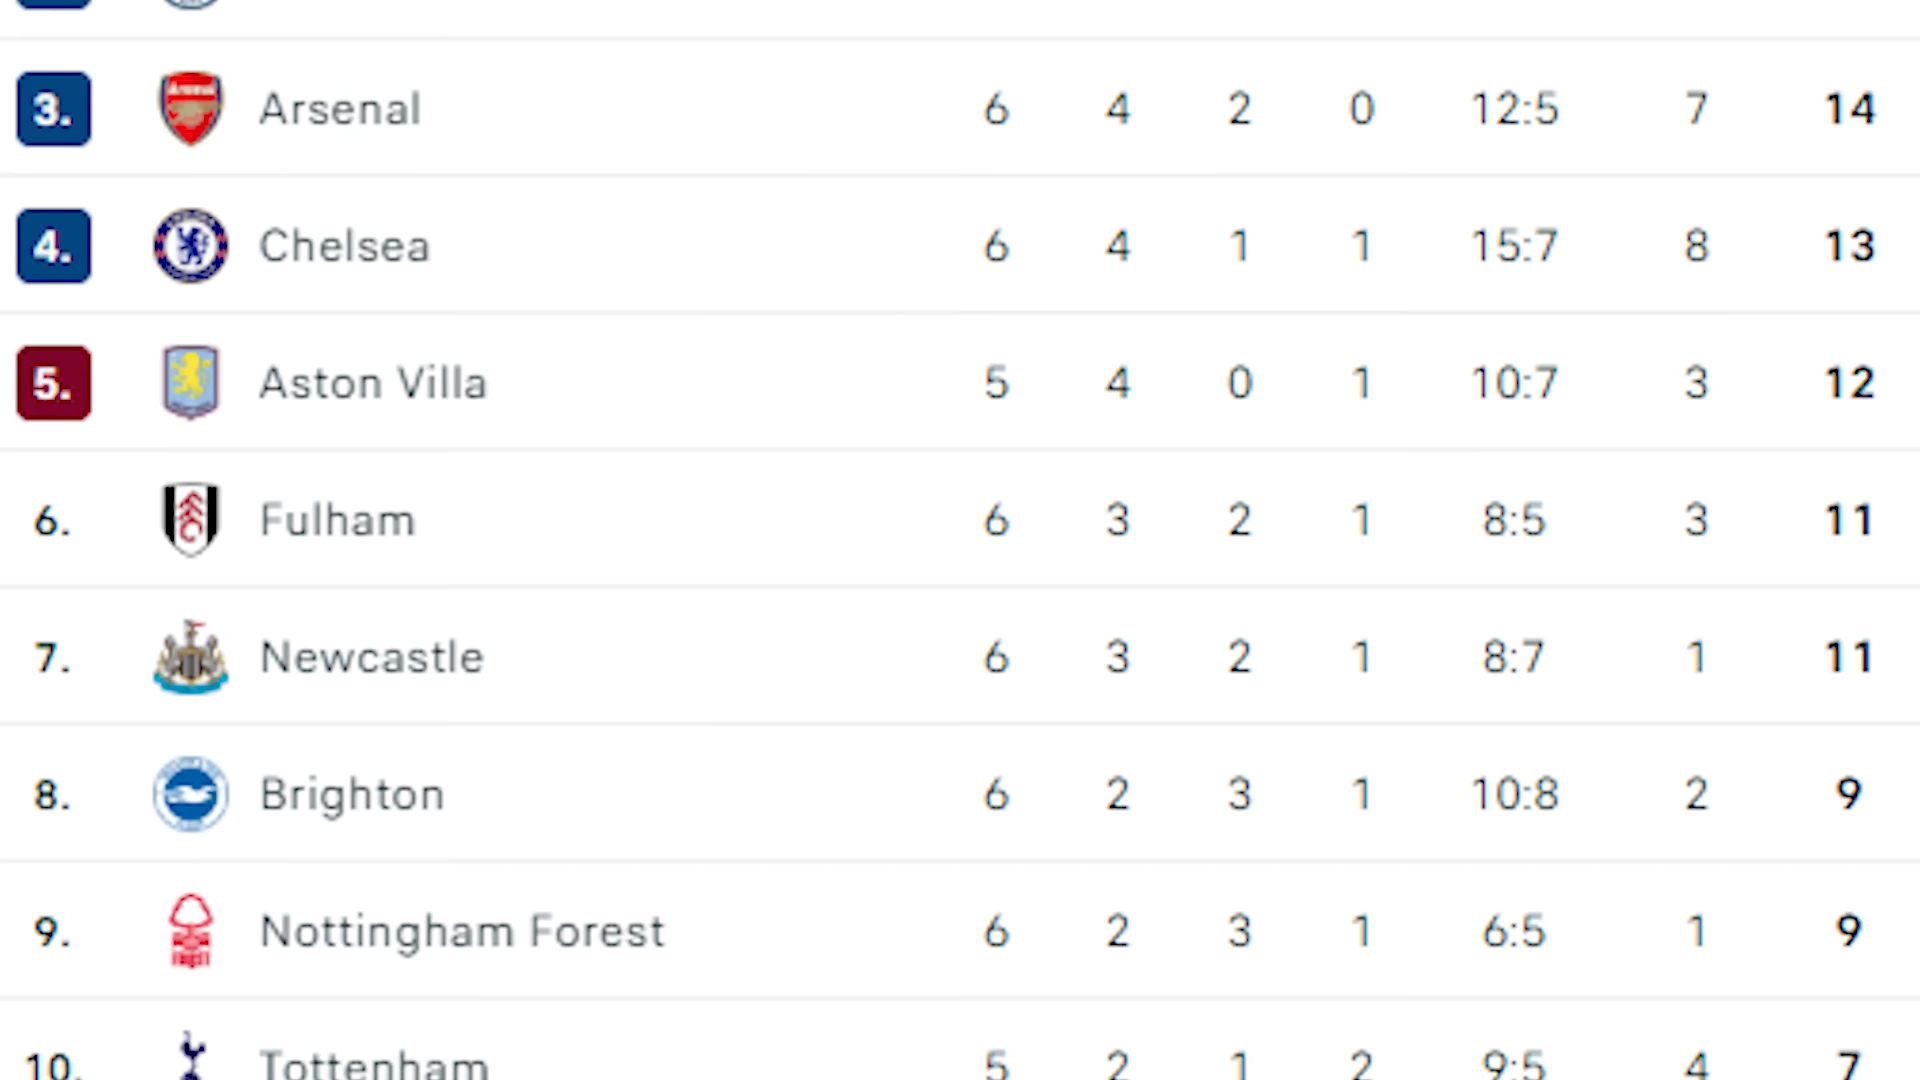 3. Arsenal 6 4 2 0 12:5 7 14
4. Chelsea 6 4 1 1 15:7 8 13
5. Aston Villa 5 4 0 1 10:7 3 12
6. Fulham 6 3 2 1 8:5 3 11
7. Newcastle 6 3 2 1 8:7 1 11
8. Brighton 6 2 3 1 10:8 2 9
9. Nottingham Forest 6 2 3 1 6:5 1 9
10. Tottenham 5 2 1 2 9:5 4 7